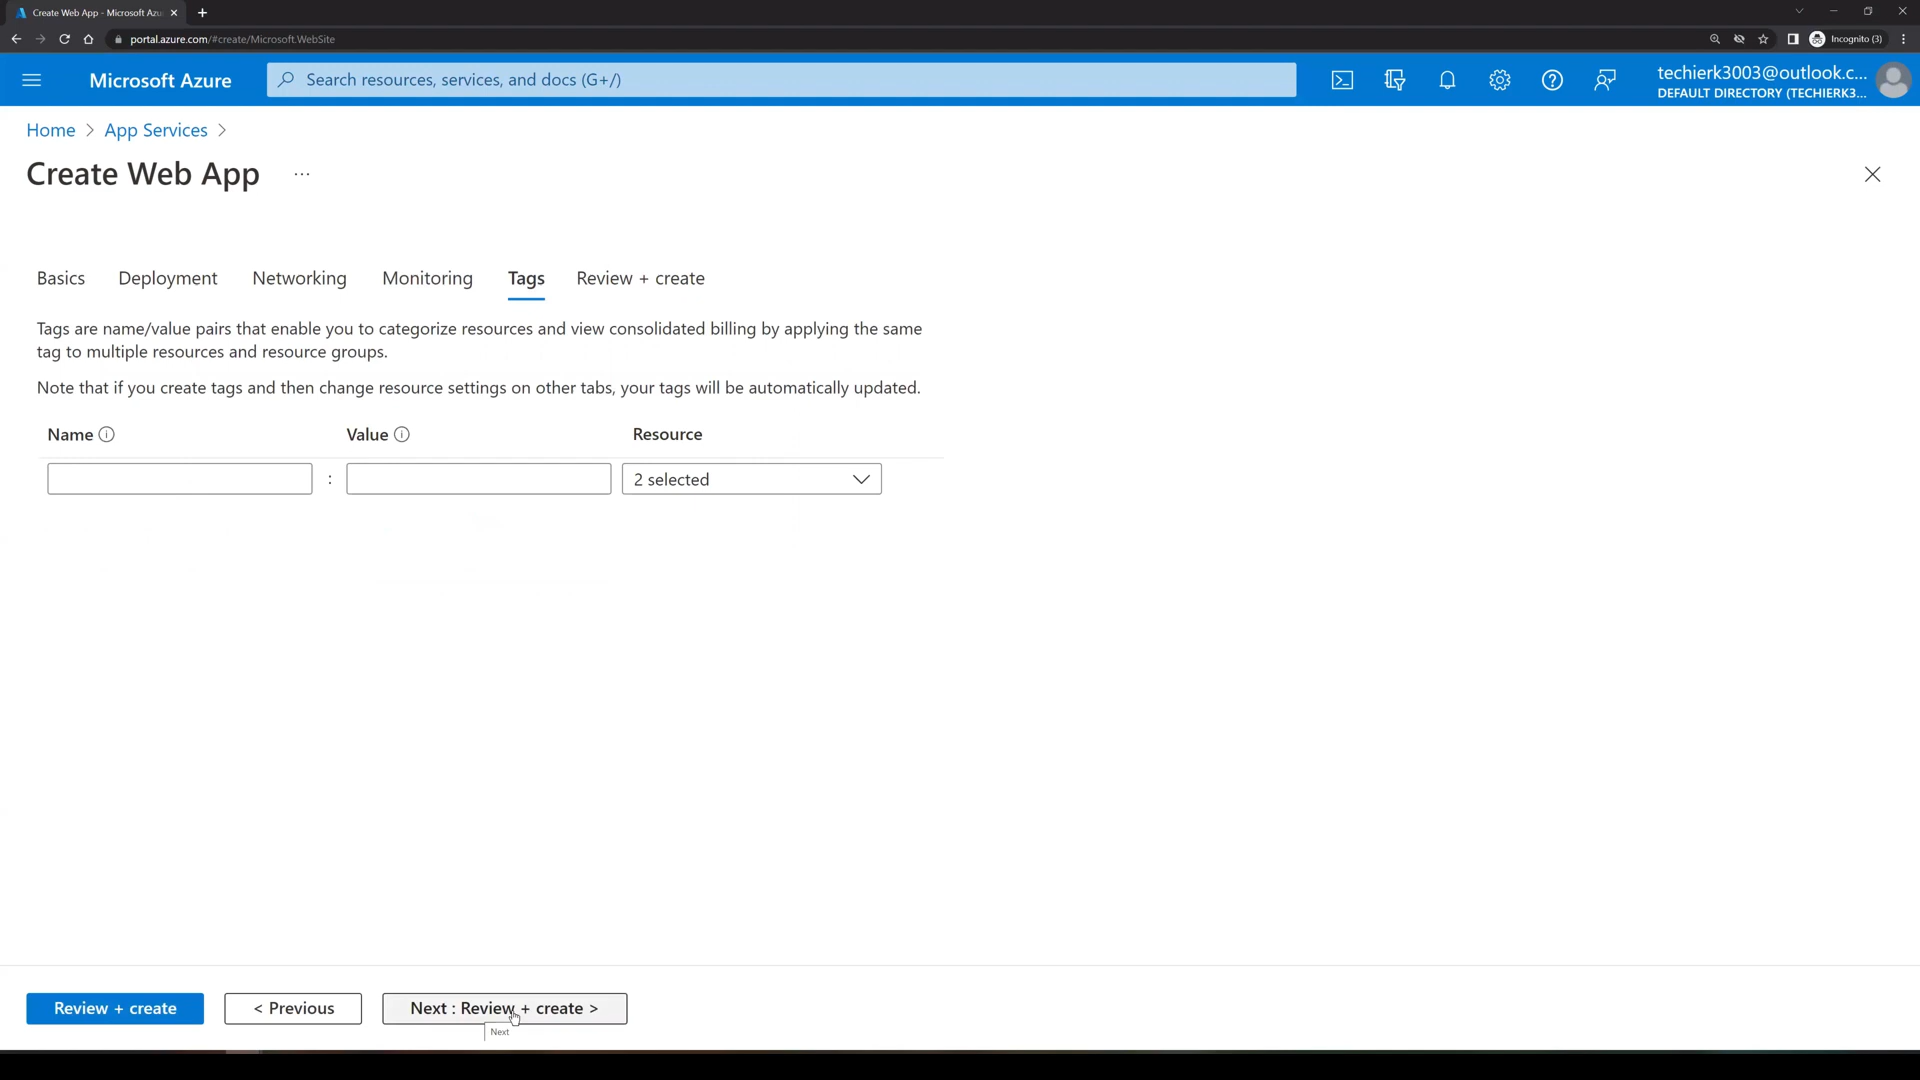 Create Web App - Microsoft Azu
portal.azure.com/#create/Microsoft.WebSite
Incognito (3)
Microsoft Azure
Search resources, services, and docs (G+/)
techierk3003@outlook.c...
DEFAULT DIRECTORY (TECHIERK3...
Home > App Services >
Create Web App ...
Basics Deployment Networking Monitoring Tags Review + create
Tags are name/value pairs that enable you to categorize resources and view consolidated billing by applying the same
tag to multiple resources and resource groups.
Note that if you create tags and then change resource settings on other tabs, your tags will be automatically updated.
Name Value Resource
: 2 selected
Review + create < Previous Next : Review + create >
Next